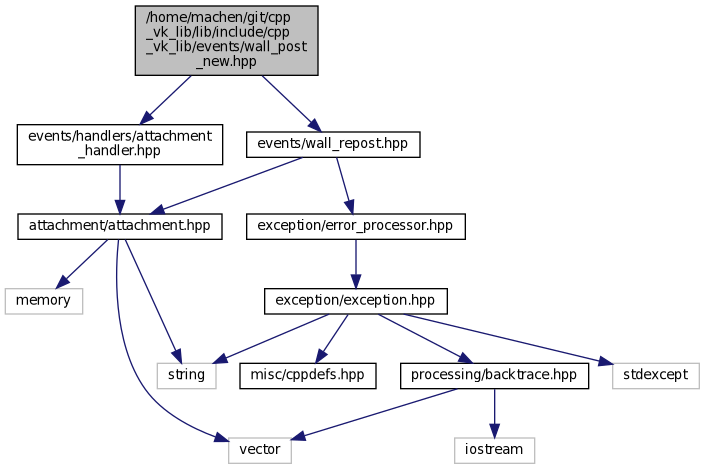 /home/machen/git/cpp
_vk_lib/lib/include/cpp
_vk_lib/events/wall_post
_new.hpp
events/handlers/attachment
_handler.hpp
events/wall_repost.hpp
attachment/attachment.hpp
exception/error_processor.hpp
memory
exception/exception.hpp
string
misc/cppdefs.hpp
processing/backtrace.hpp
stdexcept
vector
iostream